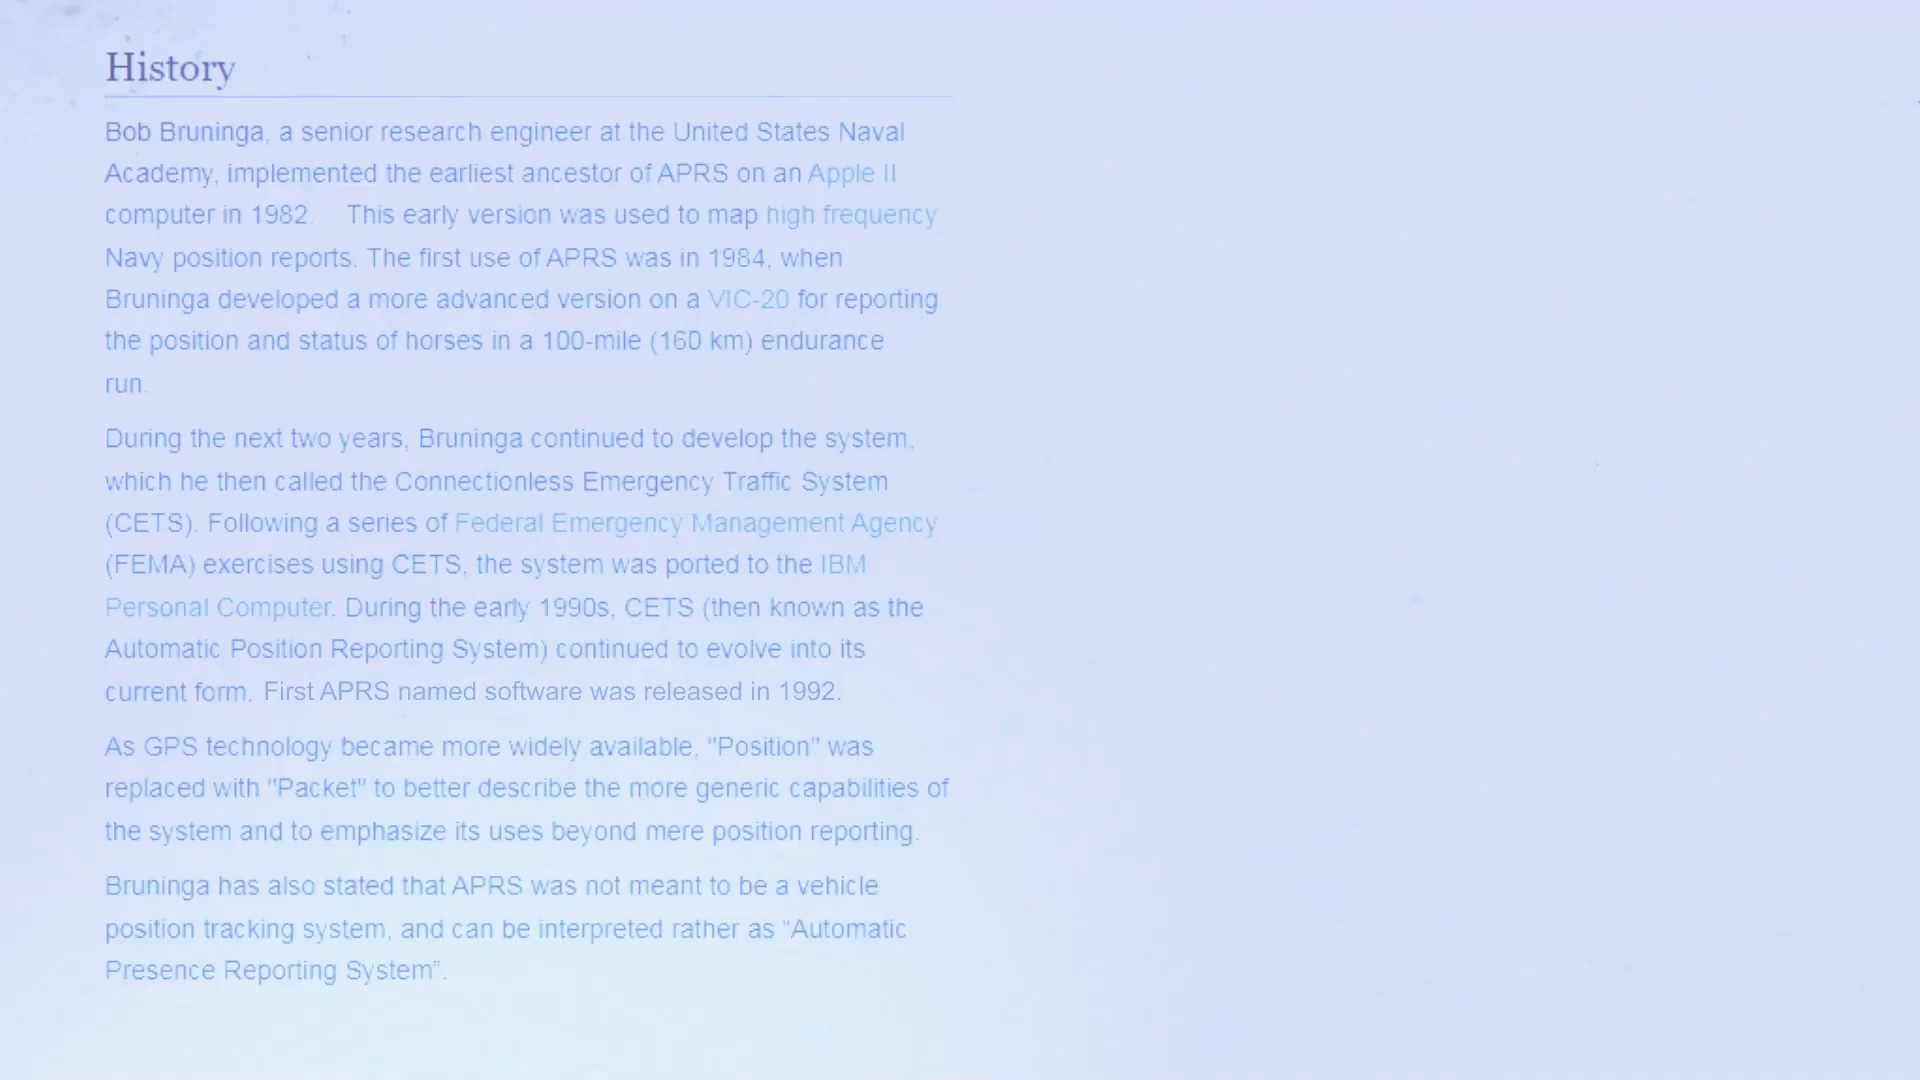 History
Bob Bruninga, a senior research engineer at the United States Naval
Academy, implemented the earliest ancestor of APRS on an Apple II
computer in 1982. This early version was used to map high frequency
Navy position reports. The first use of APRS was in 1984, when
Bruninga developed a more advanced version on a VIC-20 for reporting
the position and status of horses in a 100-mile (160 km) endurance
run.
During the next two years, Bruninga continued to develop the system,
which he then called the Connectionless Emergency Traffic System
(CETS). Following a series of Federal Emergency Management Agency
(FEMA) exercises using CETS, the system was ported to the IBM
Personal Computer. During the early 1990s, CETS (then known as the
Automatic Position Reporting System) continued to evolve into its
current form. First APRS named software was released in 1992.
As GPS technology became more widely available, "Position" was
replaced with "Packet" to better describe the more generic capabilities of
the system and to emphasize its uses beyond mere position reporting.
Bruninga has also stated that APRS was not meant to be a vehicle
position tracking system, and can be interpreted rather as “Automatic
Presence Reporting System”.